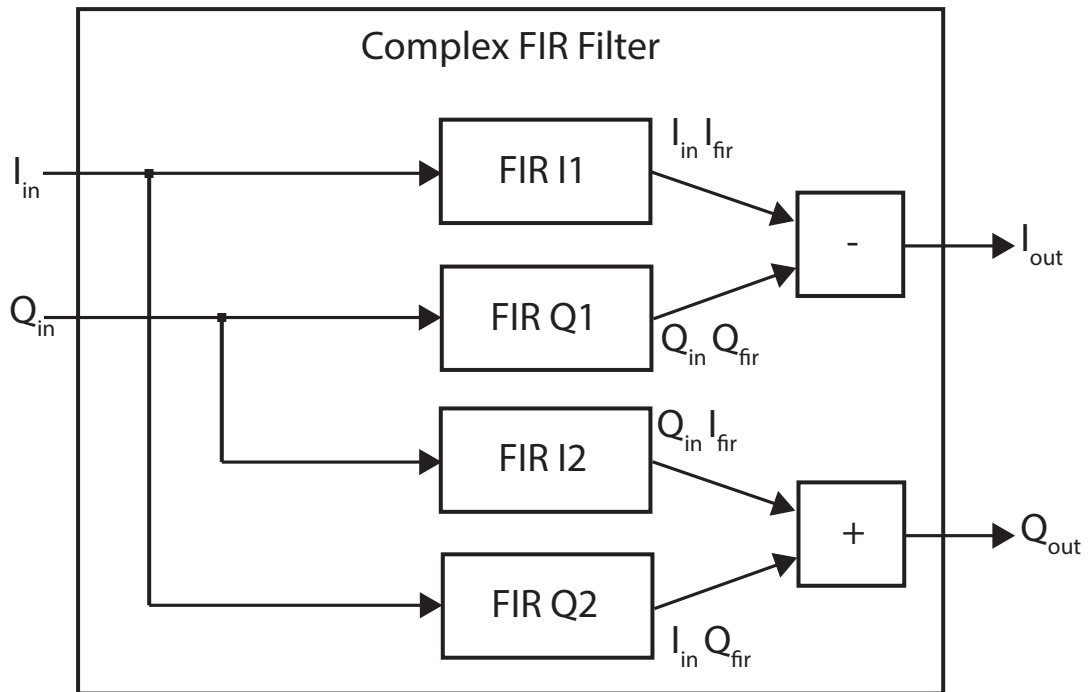 Complex FIR Filter
I_in
FIR I1
I_in I_fir
-
I_out
Q_in
FIR Q1
Q_in Q_fir
FIR I2
Q_in I_fir
+
Q_out
FIR Q2
I_in Q_fir